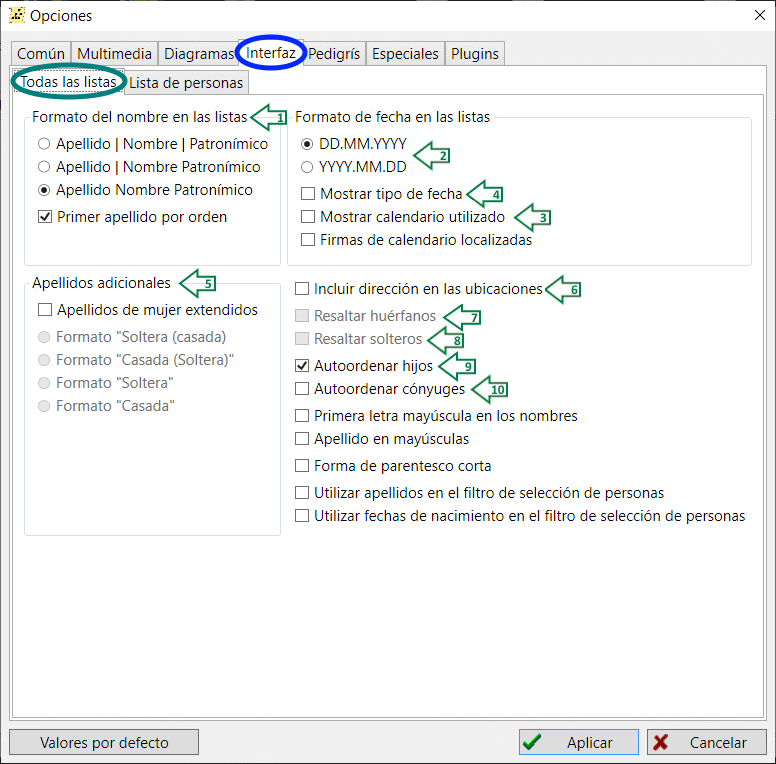 Opciones
Común Multimedia Diagramas Interfaz Pedigrís Especiales Plugins
Todas las listas Lista de personas
Formato del nombre en las listas 1
Apellido | Nombre | Patronímico
Apellido | Nombre Patronímico
Apellido Nombre Patronímico
Primer apellido por orden
Formato de fecha en las listas
DD.MM.YYYY
2
YYYY.MM.DD
Mostrar tipo de fecha 4
Mostrar calendario utilizado 3
Firmas de calendario localizadas
Apellidos adicionales 5
Apellidos de mujer extendidos
Formato "Soltera (casada)
Formato "Casada (Soltera)"
Formato "Soltera"
Formato "Casada"
Incluir dirección en las ubicaciones 6
Resaltar huérfanos 7
Resaltar solteros 8
Autoordenar hijos 9
Autoordenar cónyuges 10
Primera letra mayúscula en los nombres
Apellido en mayúsculas
Forma de parentesco corta
Utilizar apellidos en el filtro de selección de personas
Utilizar fechas de nacimiento en el filtro de selección de personas
Valores por defecto Aplicar Cancelar